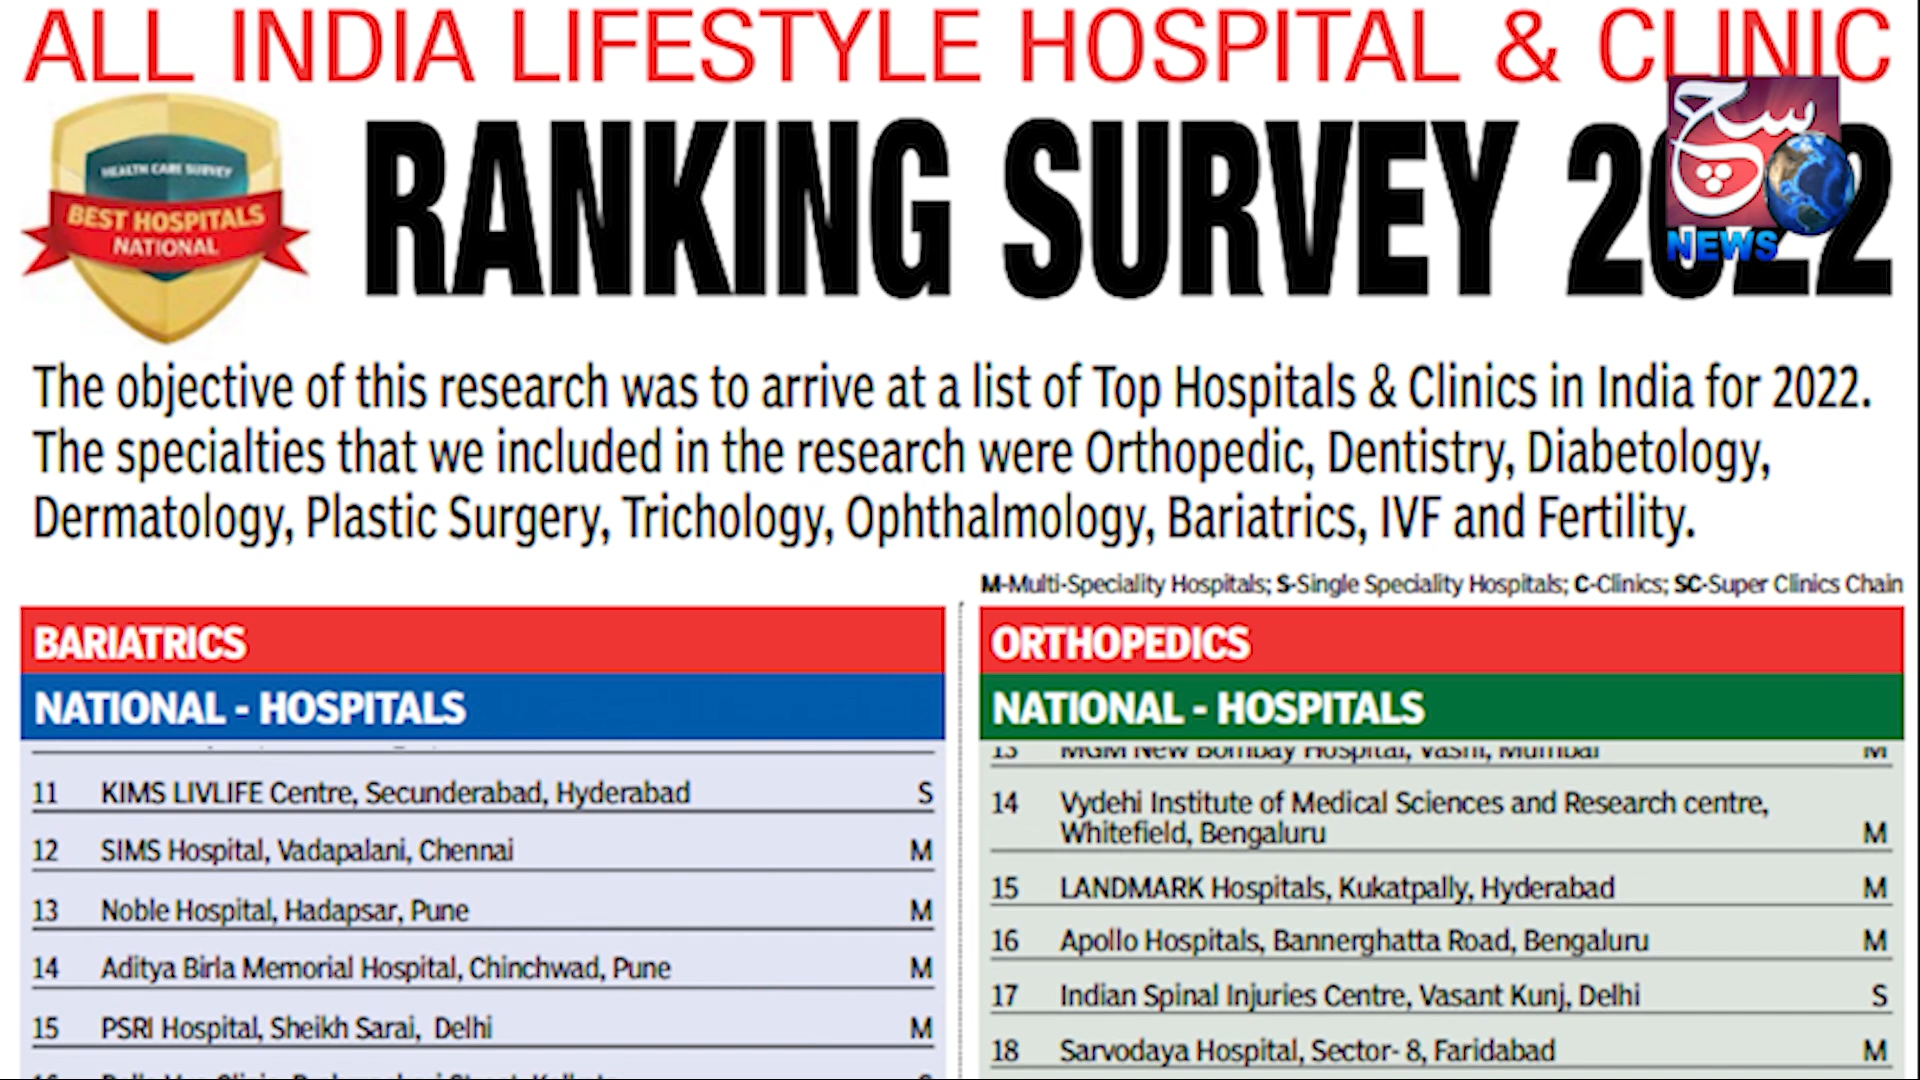 ALL INDIA LIFESTYLE HOSPITAL & CLINIC
HEALTH CARE SURVEY
BEST HOSPITALS
NATIONAL
RANKING SURVEY 2022
سچ
NEWS
The objective of this research was to arrive at a list of Top Hospitals & Clinics in India for 2022.
The specialties that we included in the research were Orthopedic, Dentistry, Diabetology,
Dermatology, Plastic Surgery, Trichology, Ophthalmology, Bariatrics, IVF and Fertility.
M-Multi-Speciality Hospitals; S-Single Speciality Hospitals; C-Clinics; SC-Super Clinics Chain
BARIATRICS
NATIONAL - HOSPITALS
11 KIMS LIVLIFE Centre, Secunderabad, Hyderabad S
12 SIMS Hospital, Vadapalani, Chennai M
13 Noble Hospital, Hadapsar, Pune M
14 Aditya Birla Memorial Hospital, Chinchwad, Pune M
15 PSRI Hospital, Sheikh Sarai, Delhi M
ORTHOPEDICS
NATIONAL - HOSPITALS
13 MGM New Bombay Hospital, Vashi, Mumbai M
14 Vydehi Institute of Medical Sciences and Research centre,
Whitefield, Bengaluru M
15 LANDMARK Hospitals, Kukatpally, Hyderabad M
16 Apollo Hospitals, Bannerghatta Road, Bengaluru M
17 Indian Spinal Injuries Centre, Vasant Kunj, Delhi S
18 Sarvodaya Hospital, Sector- 8, Faridabad M